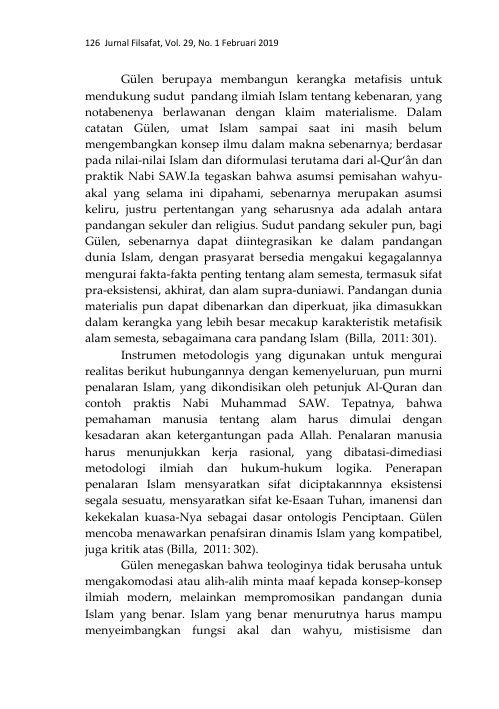 126 Jurnal Filsafat, Vol. 29, No. 1 Februari 2019
Gülen berupaya membangun kerangka metafisis untuk
mendukung sudut pandang ilmiah Islam tentang kebenaran, yang
notabenenya berlawanan dengan klaim materialisme. Dalam
catatan Gülen, umat Islam sampai saat ini masih belum
mengembangkan konsep ilmu dalam makna sebenarnya; berdasar
pada nilai-nilai Islam dan diformulasi terutama dari al-Qur’ân dan
praktik Nabi SAW.Ia tegaskan bahwa asumsi pemisahan wahyu-
akal yang selama ini dipahami, sebenarnya merupakan asumsi
keliru, justru pertentangan yang seharusnya ada adalah antara
pandangan sekuler dan religius. Sudut pandang sekuler pun, bagi
Gülen, sebenarnya dapat diintegrasikan ke dalam pandangan
dunia Islam, dengan prasyarat bersedia mengakui kegagalannya
mengurai fakta-fakta penting tentang alam semesta, termasuk sifat
pra-eksistensi, akhirat, dan alam supra-duniawi. Pandangan dunia
materialis pun dapat dibenarkan dan diperkuat, jika dimasukkan
dalam kerangka yang lebih besar mecakup karakteristik metafisik
alam semesta, sebagaimana cara pandang Islam (Billa, 2011: 301).
Instrumen metodologis yang digunakan untuk mengurai
realitas berikut hubungannya dengan kemenyeluruan, pun murni
penalaran Islam, yang dikondisikan oleh petunjuk Al-Quran dan
contoh praktis Nabi Muhammad SAW. Tepatnya, bahwa
pemahaman manusia tentang alam harus dimulai dengan
kesadaran akan ketergantungan pada Allah. Penalaran manusia
harus menunjukkan kerja rasional, yang dibatasi-dimediasi
metodologi ilmiah dan hukum-hukum logika. Penerapan
penalaran Islam mensyaratkan sifat diciptakannnya eksistensi
segala sesuatu, mensyaratkan sifat ke-Esaan Tuhan, imanensi dan
kekekalan kuasa-Nya sebagai dasar ontologis Penciptaan. Gülen
mencoba menawarkan penafsiran dinamis Islam yang kompatibel,
juga kritik atas (Billa, 2011: 302).
Gülen menegaskan bahwa teologinya tidak berusaha untuk
mengakomodasi atau alih-alih minta maaf kepada konsep-konsep
ilmiah modern, melainkan mempromosikan pandangan dunia
Islam yang benar. Islam yang benar menurutnya harus mampu
menyeimbangkan fungsi akal dan wahyu, mistisisme dan